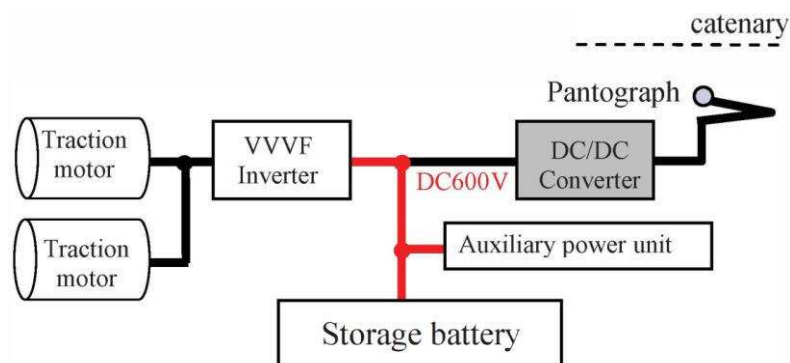 catenary
Pantograph
Traction
motor
VVVF
Inverter
DC600V
DC/DC
Converter
Traction
motor
Auxiliary power unit
Storage battery